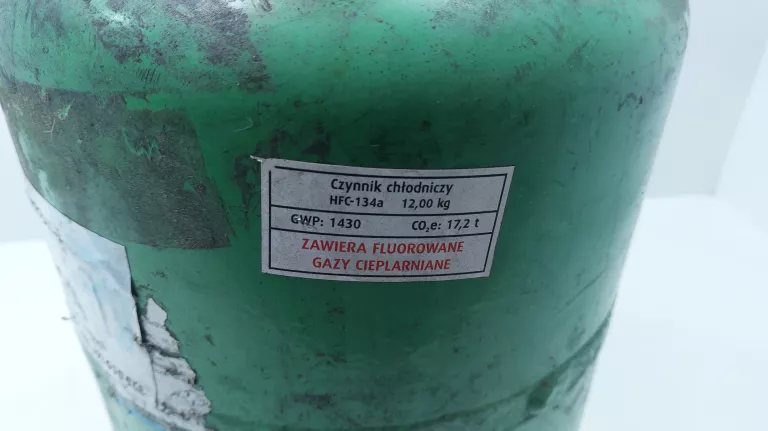 Czynnik chłodniczy
HFC-134a 12,00 kg
GWP: 1430 CO₂e: 17,2 t
ZAWIERA FLUOROWANE
GAZY CIEPLARNIANE